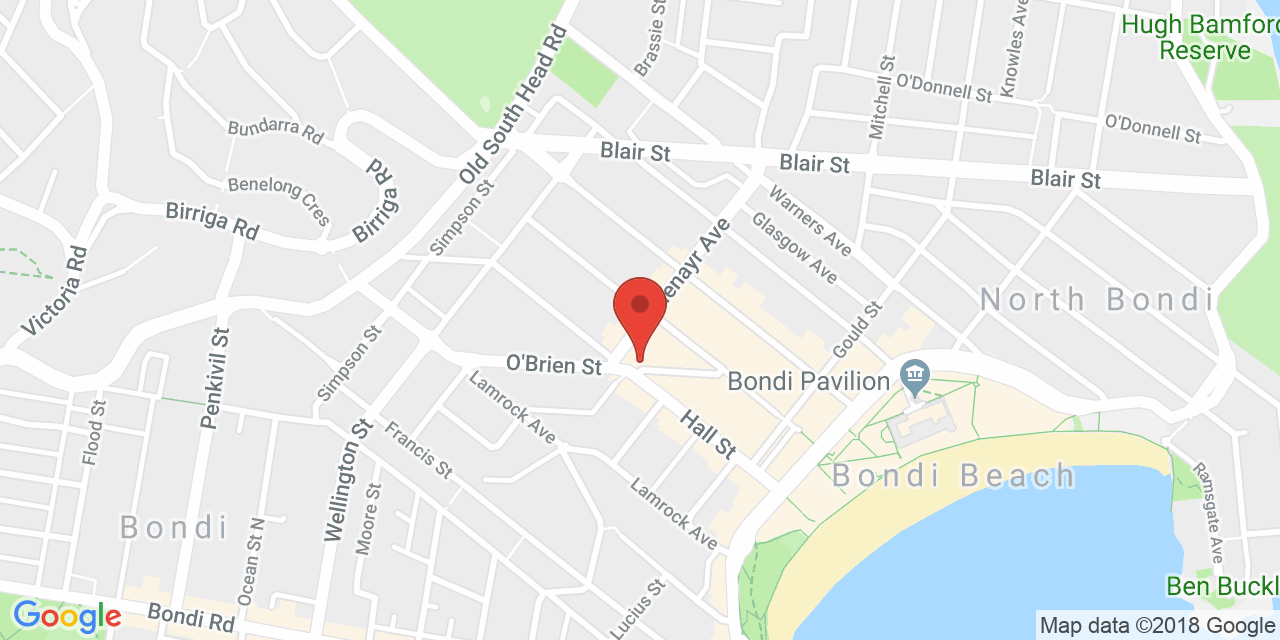 Hugh Bamford
Reserve
Brassie St
Knowles Ave
Old South Head Rd
Mitchell St
O'Donnell St
O'Donnell St
Bundarra Rd
Blair St
Blair St
Blair St
Birriga Rd
Benelong Cres
Simpson St
Warners Ave
Birriga Rd
Glasgow Ave
Victoria Rd
enayr Ave
North Bondi
Gould St
Penkivil St
Simpson St
O'Brien St
Bondi Pavilion
Lamrock Ave
Flood St
Hall St
Francis St
Wellington St
Bondi Beach
Moore St
Lamrock Ave
Ramsgate Ave
Bondi
Ocean St N
Lucius St
Ben Buckl
Google
Bondi Rd
Map data ©2018 Google